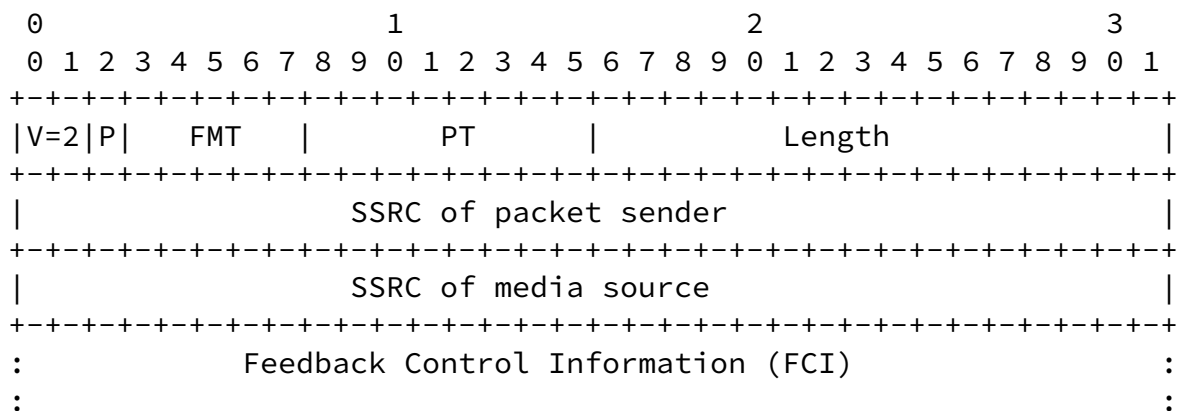 0                   1                   2                   3
 0 1 2 3 4 5 6 7 8 9 0 1 2 3 4 5 6 7 8 9 0 1 2 3 4 5 6 7 8 9 0 1
+-+-+-+-+-+-+-+-+-+-+-+-+-+-+-+-+-+-+-+-+-+-+-+-+-+-+-+-+-+-+-+-+
|V=2|P|   FMT   |       PT      |          Length               |
+-+-+-+-+-+-+-+-+-+-+-+-+-+-+-+-+-+-+-+-+-+-+-+-+-+-+-+-+-+-+-+-+
|                  SSRC of packet sender                        |
+-+-+-+-+-+-+-+-+-+-+-+-+-+-+-+-+-+-+-+-+-+-+-+-+-+-+-+-+-+-+-+-+
|                  SSRC of media source                         |
+-+-+-+-+-+-+-+-+-+-+-+-+-+-+-+-+-+-+-+-+-+-+-+-+-+-+-+-+-+-+-+-+
:            Feedback Control Information (FCI)                 :
:                                                               :